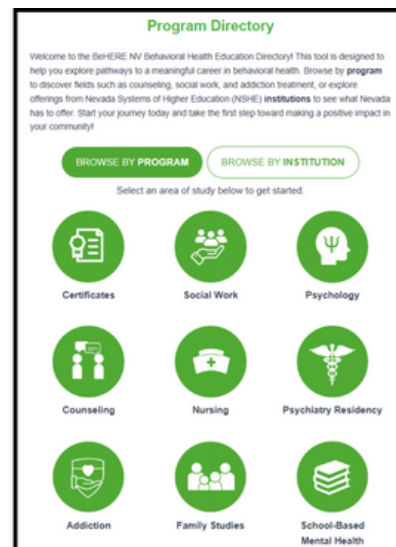 Program Directory
Welcome to the BeHERE NV Behavioral Health Education Directory! This tool is designed to
help you explore pathways to a meaningful career in behavioral health. Browse by program
to discover fields such as counseling, social work, and addiction treatment, or explore
offerings from Nevada Systems of Higher Education (NSHE) institutions to see what Nevada
has to offer. Start your journey today and take the first step toward making a positive impact in
your community!
BROWSE BY PROGRAM BROWSE BY INSTITUTION
Select an area of study below to get started.
Certificates Social Work Psychology
Counseling Nursing Psychiatry Residency
Addiction Family Studies School-Based
Mental Health